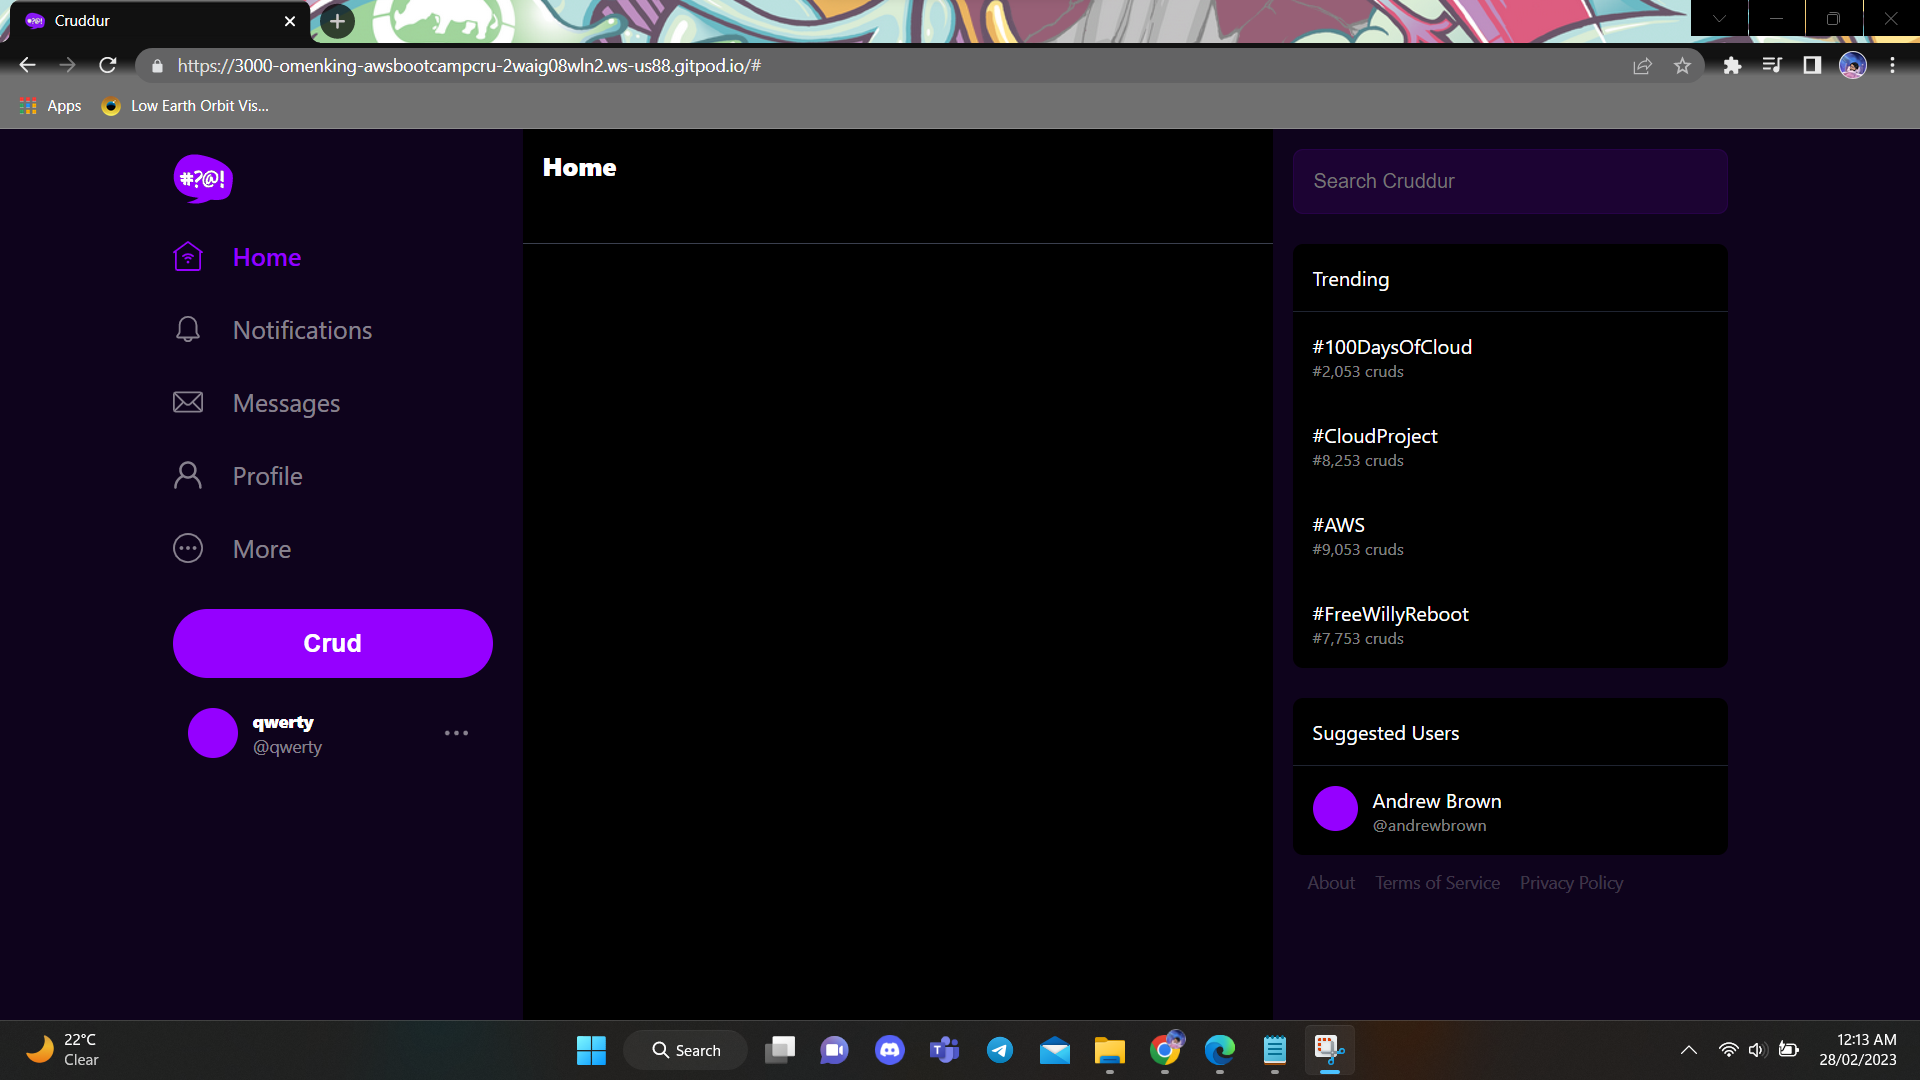 Cruddur
https://3000-omenking-awsbootcampcru-2waig08wln2.ws-us88.gitpod.io/#
Apps
Low Earth Orbit Vis...
#?@!
Home
Notifications
Messages
Profile
More
Crud
qwerty
@qwerty
Home
Search Cruddur
Trending
#100DaysOfCloud
#2,053 cruds
#CloudProject
#8,253 cruds
#AWS
#9,053 cruds
#FreeWillyReboot
#7,753 cruds
Suggested Users
Andrew Brown
@andrewbrown
About Terms of Service Privacy Policy
22°C
Clear
Search
12:13 AM
28/02/2023